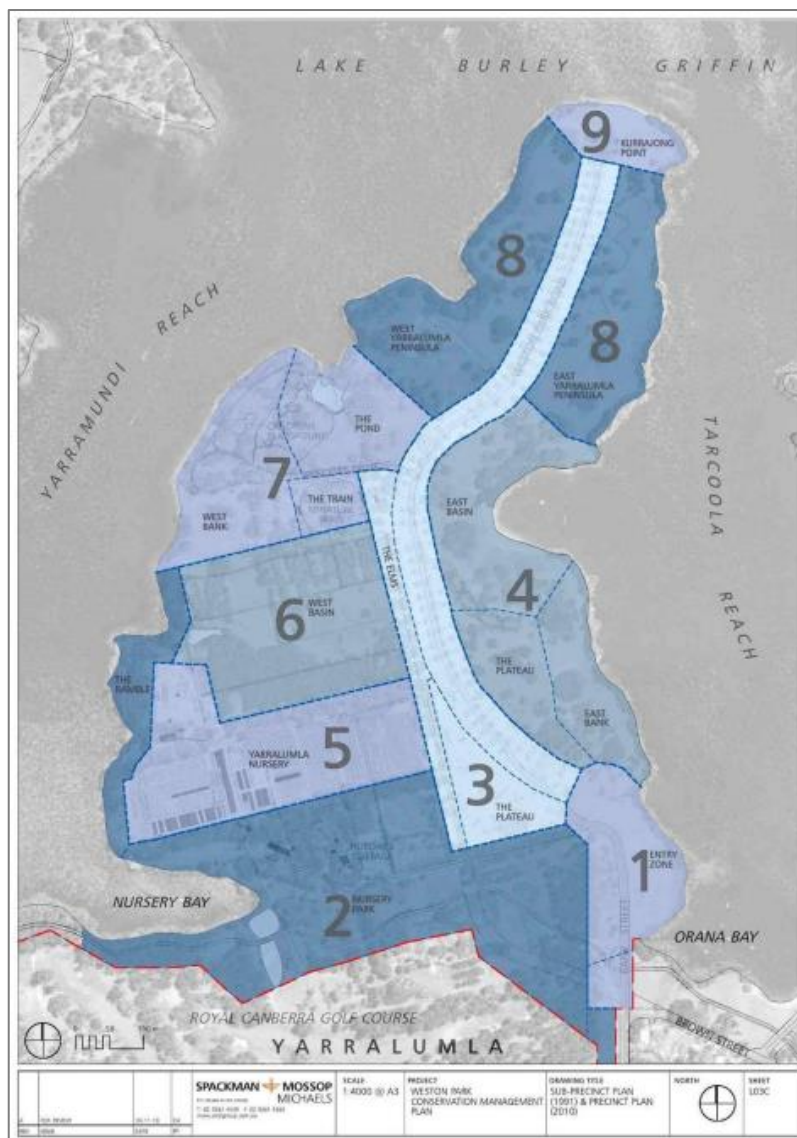 LAKE BURLEY GRIFFIN
9
KURRAJONG
POINT
8
WEST
YARRALUMLA
PENINSULA
8
EAST
YARRALUMLA
PENINSULA
YARRAMUNDI REACH
TARCOOLA REACH
THE
POND
7
WEST
BANK
THE TRAIN
EAST
BASIN
THE ELMS
4
6
WEST
BASIN
THE
PLATEAU
EAST
BANK
THE
RAMBLE
5
YARRALUMLA
NURSERY
3
THE
PLATEAU
1
ENTRY
ZONE
2
NURSERY
PARK
NURSERY BAY
ORANA BAY
ROYAL CANBERRA GOLF COURSE
YARRALUMLA
BROWN STREET
SPACKMAN MOSSOP
MICHAELS
SCALE
1:4000 @ A3
PROJECT
WESTON PARK
CONSERVATION MANAGEMENT
PLAN
DRAWING TITLE
SUB-PRECINCT PLAN
(1991) & PRECINCT PLAN
(2010)
NORTH
SHEET
L03C